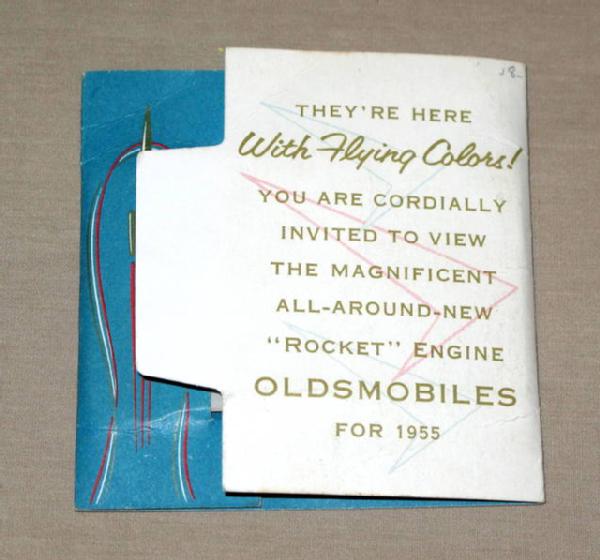 THEY'RE HERE
With Flying Colors!
YOU ARE CORDIALLY
INVITED TO VIEW
THE MAGNIFICENT
ALL-AROUND-NEW
"ROCKET" ENGINE
OLDSMOBILES
FOR 1955